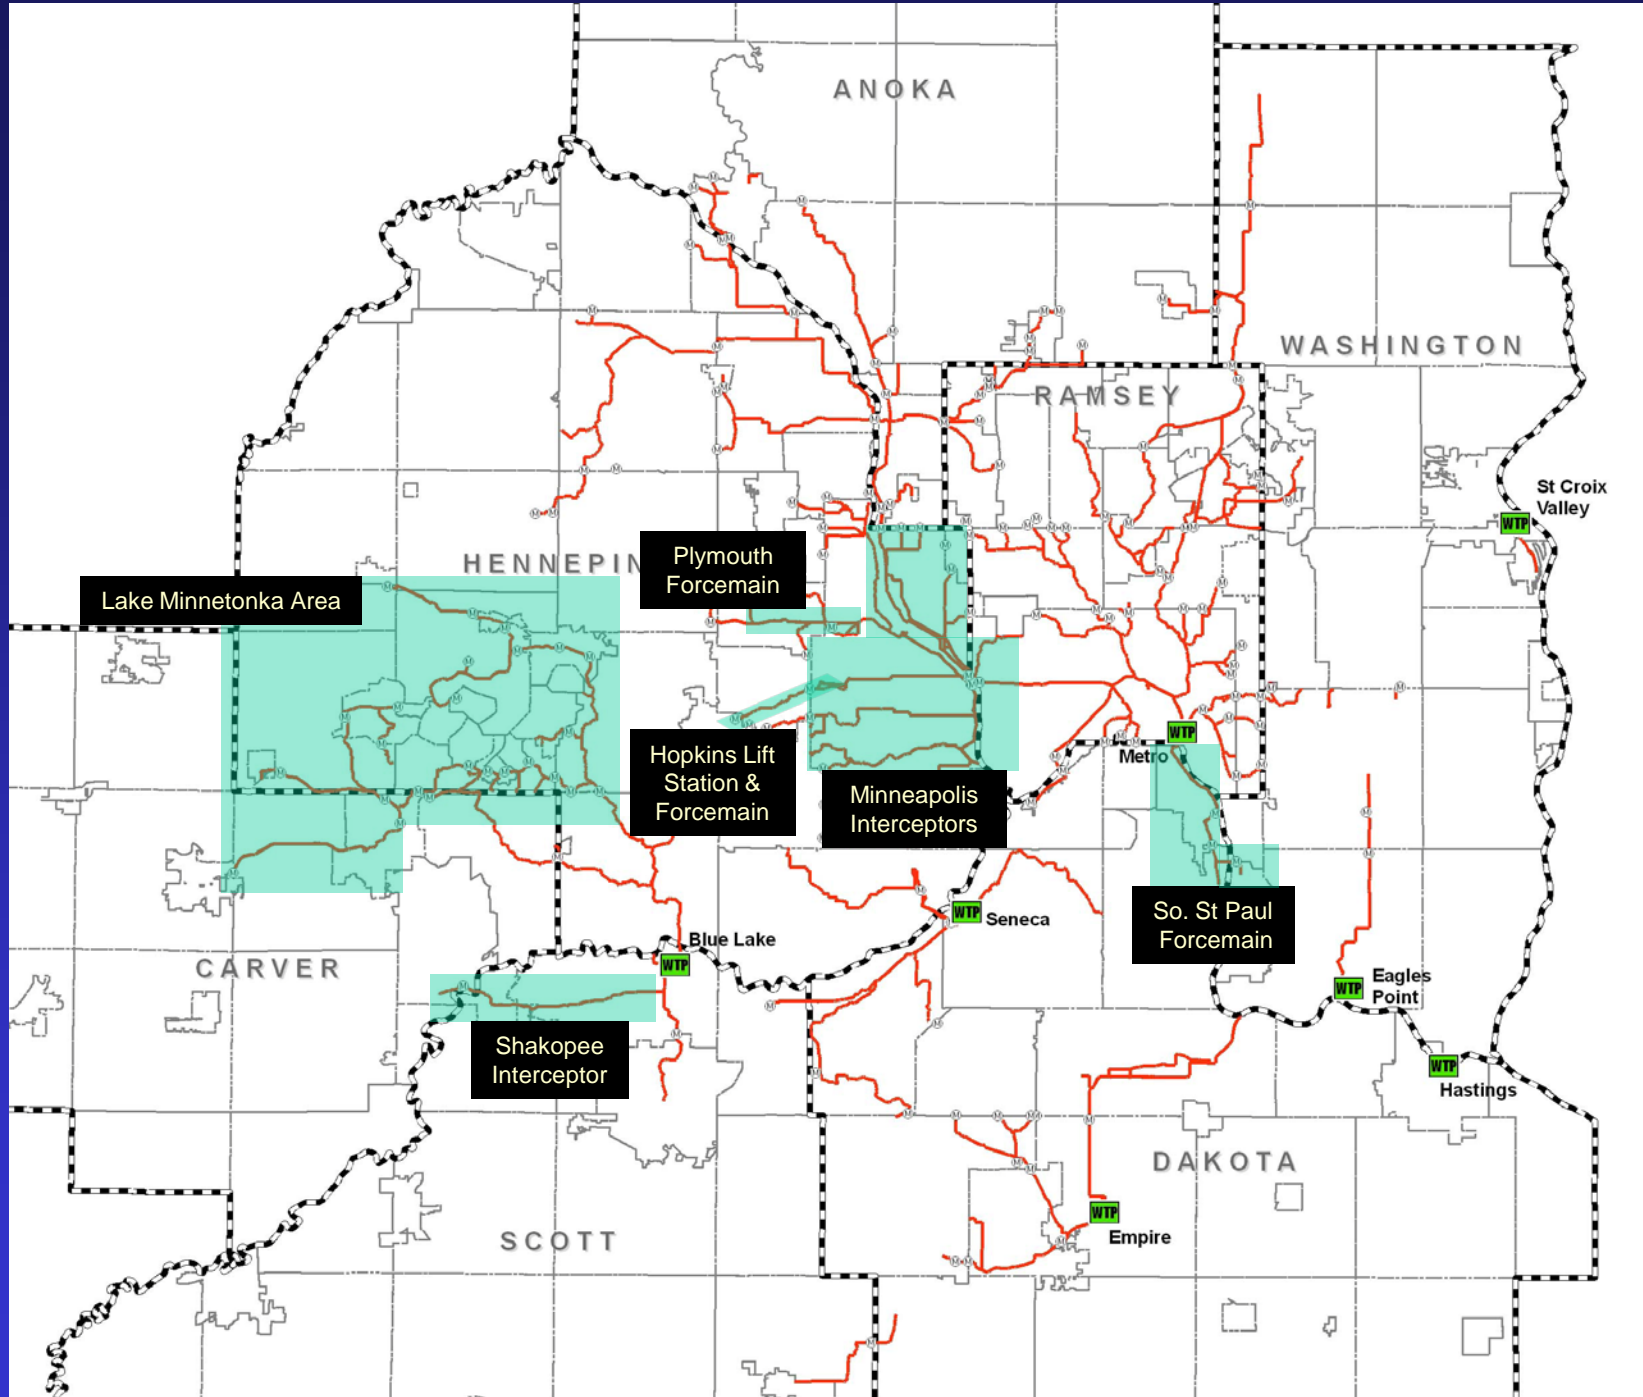 ANOKA
WASHINGTON
RAMSEY
St Croix
Valley
WTP
HENNEPIN
Plymouth
Forcemain
Lake Minnetonka Area
WTP
Metro
Hopkins Lift
Station &
Forcemain
Minneapolis
Interceptors
So. St Paul
Forcemain
WTP
Seneca
Blue Lake
WTP
CARVER
WTP
Eagles
Point
Shakopee
Interceptor
WTP
Hastings
DAKOTA
WTP
Empire
SCOTT